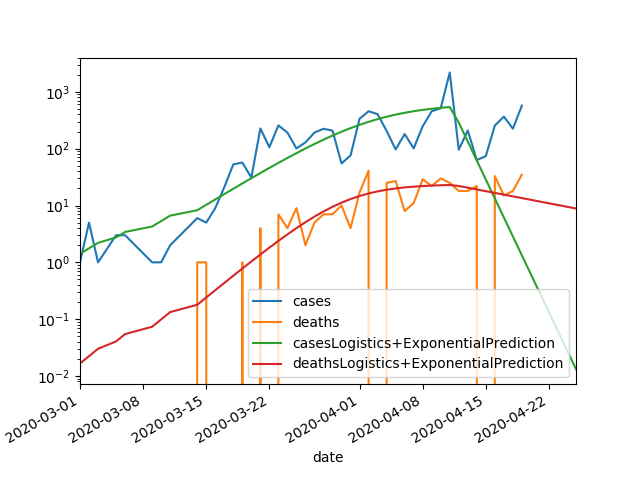 10³
10²
10¹
10⁰
10⁻¹
10⁻²
cases
deaths
casesLogistics+ExponentialPrediction
deathsLogistics+ExponentialPrediction
2020-03-01
2020-03-08
2020-03-15
2020-03-22
2020-04-01
2020-04-08
2020-04-15
2020-04-22
date